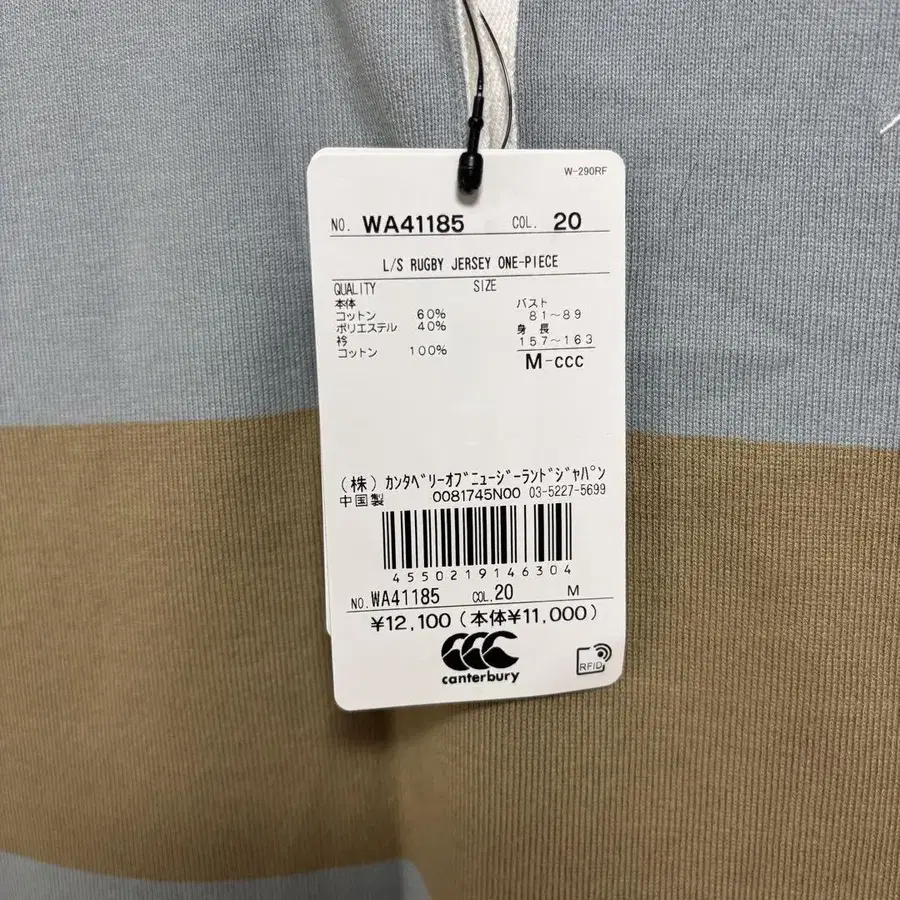 W-290RF
NO. WA41185 COL. 20
L/S RUGBY JERSEY ONE-PIECE
QUALITY SIZE
本体
コットン 60%
ポリエステル 40%
衿
コットン 100%
バスト
81～89
身長
157～163
M-ccc
(株) カンタベリーオブニュージーランドジャパン
中国製 0081745N00 03-5227-5699
4550219146304
NO. WA41185 COL. 20 M
¥12,100 (本体¥11,000)
canterbury
RFID